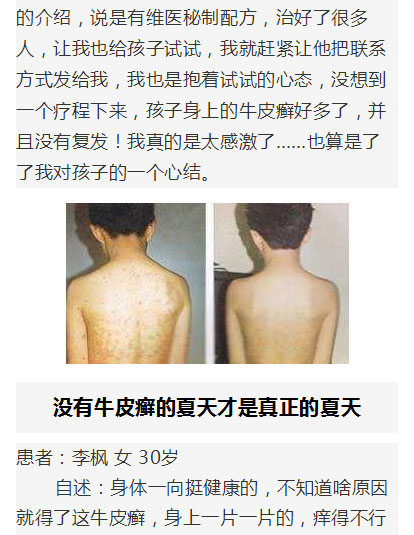 的介绍，说是有维医秘制配方，治好了很多
人，让我也给孩子试试，我就赶紧让他把联系
方式发给我，我也是抱着试试的心态，没想到
一个疗程下来，孩子身上的牛皮癣好多了，并
且没有复发！我真的是太感激了......也算是了
了我对孩子的一个心结。
没有牛皮癣的夏天才是真正的夏天
患者：李枫 女 30岁
自述：身体一向挺健康的，不知道啥原因
就得了这牛皮癣，身上一片一片的，痒得不行